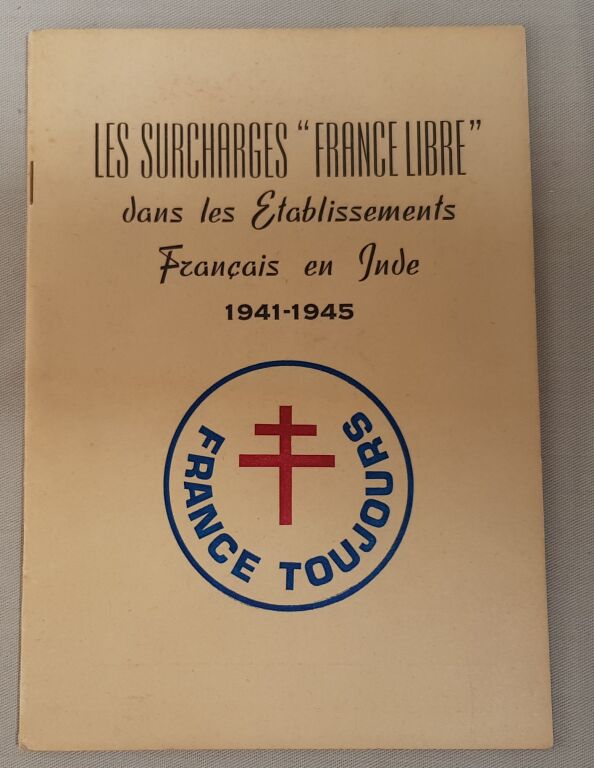 LES SURCHARGES "FRANCE LIBRE"
dans les Etablissements
Français en Inde
1941-1945
FRANCE TOUJOURS